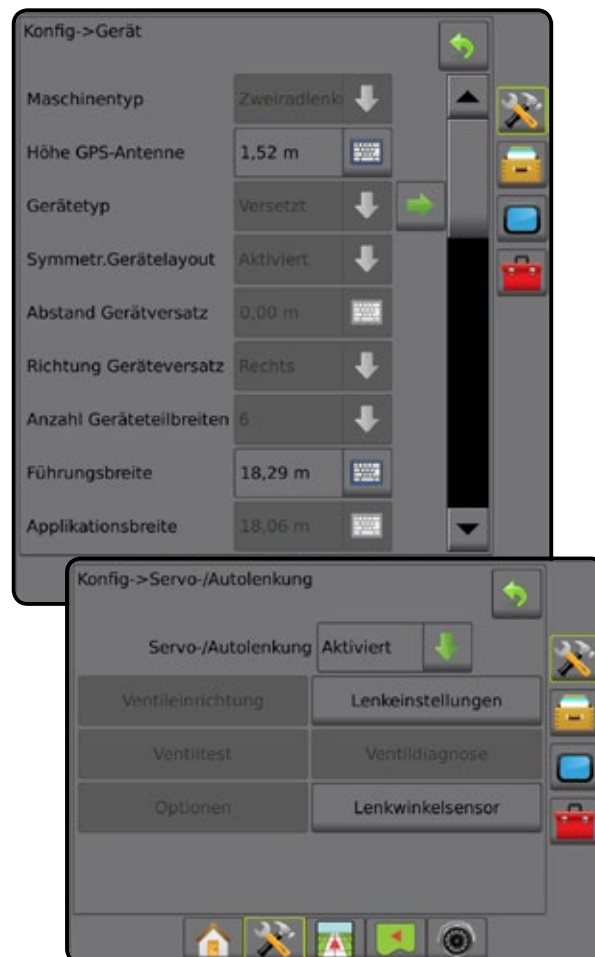 Konfig->Gerät
Maschinentyp Zweiradlenk
Höhe GPS-Antenne 1,52 m
Gerätetyp Versetzt
Symmetr.Gerätelayout Aktiviert
Abstand Gerätversatz 0,00 m
Richtung Geräteversatz Rechts
Anzahl Geräteteilbreiten 6
Führungsbreite 18,29 m
Applikationsbreite 18,06 m
Konfig->Servo-/Autolenkung
Servo-/Autolenkung Aktiviert
Ventileinrichtung Lenkeinstellungen
Ventiltest Ventildiagnose
Optionen Lenkwinkelsensor